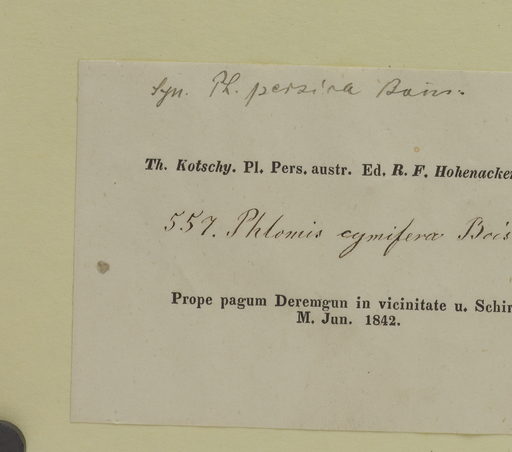 Syn. Ph. persica Boiss.
Th. Kotschy. Pl. Pers. austr. Ed. R. F. Hohenacker
557. Phlomis cymifera Bois
Prope pagum Deremgun in vicinitate u. Schir
M. Jun. 1842.